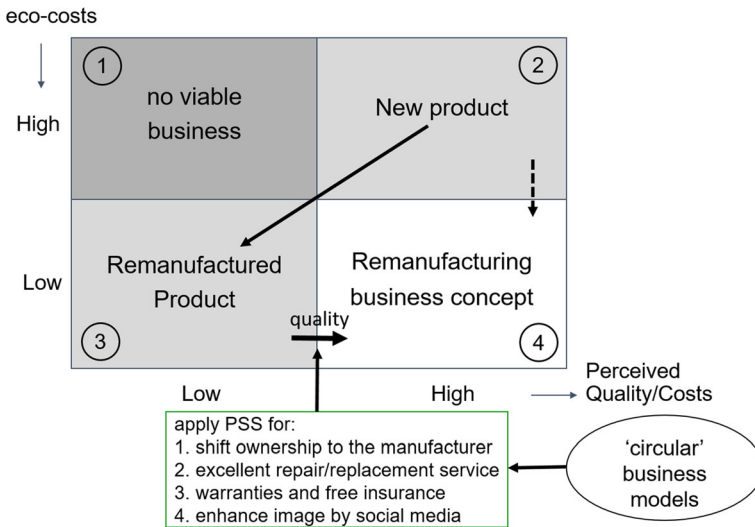 eco-costs
1
no viable
business
2
New product
High
Remanufactured
Product
Remanufacturing
business concept
Low
quality
3
4
Low
High
Perceived
Quality/Costs
apply PSS for:
1. shift ownership to the manufacturer
2. excellent repair/replacement service
3. warranties and free insurance
4. enhance image by social media
‘circular’
business
models